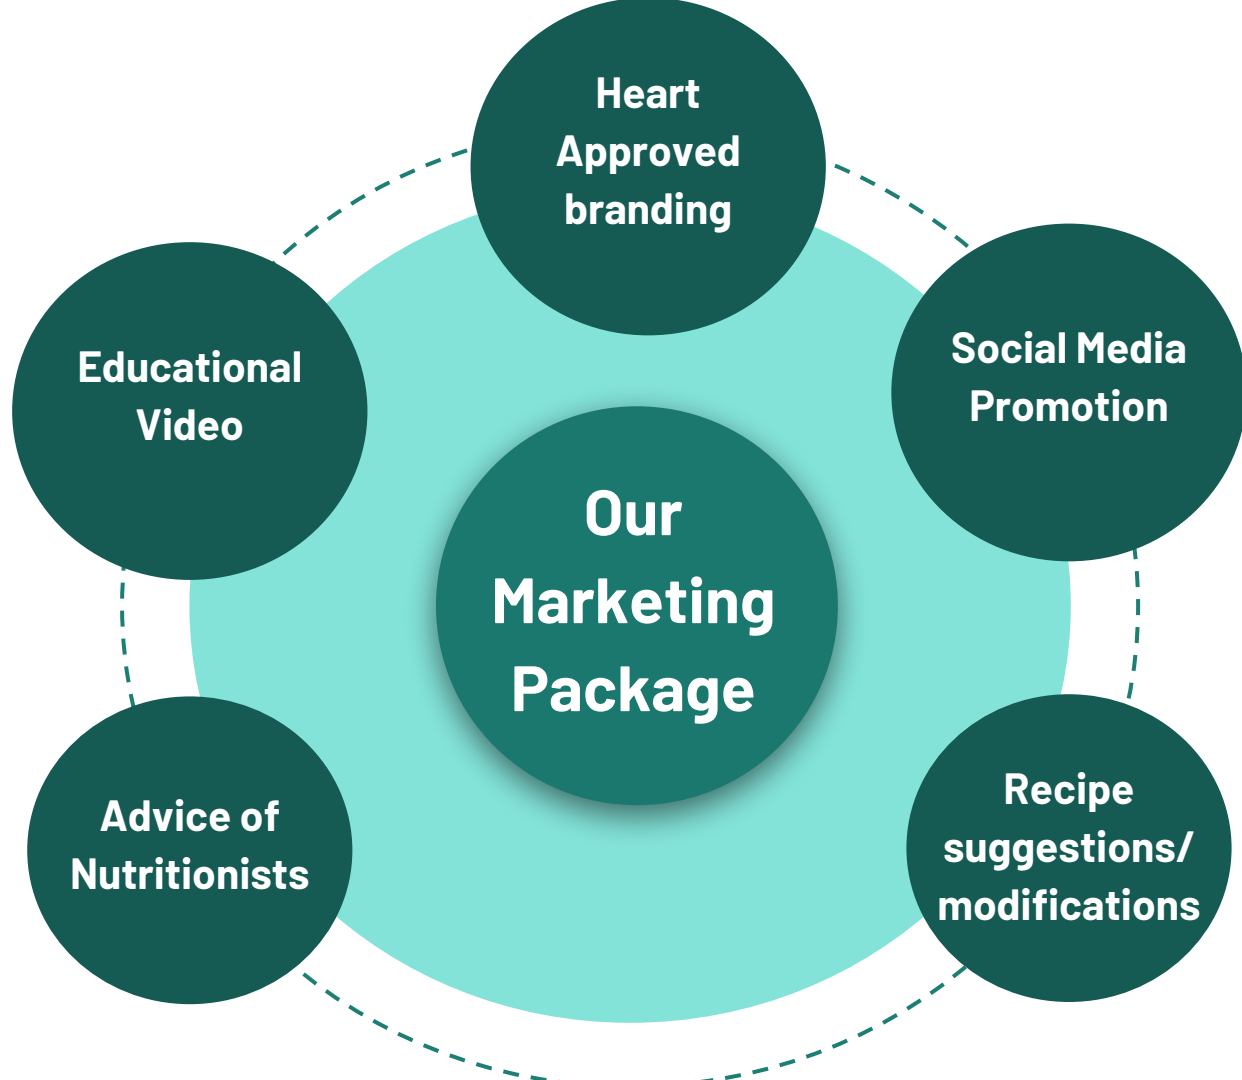 Heart
Approved
branding
Social Media
Promotion
Educational
Video
Our
Marketing
Package
Recipe
suggestions/
modifications
Advice of
Nutritionists